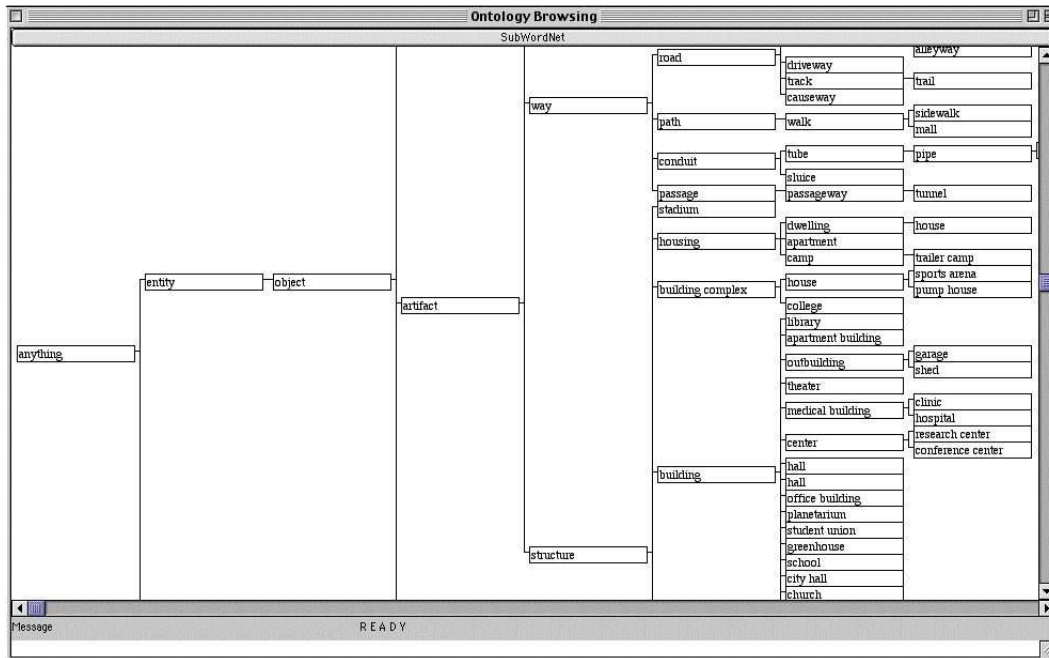 Ontology Browsing
SubWordNet
alleyway
road
driveway
track
trail
causeway
way
sidewalk
path
walk
mall
tube
pipe
conduit
sluice
passage
passageway
tunnel
stadium
dwelling
house
housing
apartment
camp
trailer camp
sports arena
entity
object
building complex
house
pump house
artifact
college
library
apartment building
anything
garage
outbuilding
shed
theater
clinic
medical building
hospital
research center
center
conference center
hall
building
hall
office building
planetarium
student union
greenhouse
structure
school
city hall
church
Message
READY